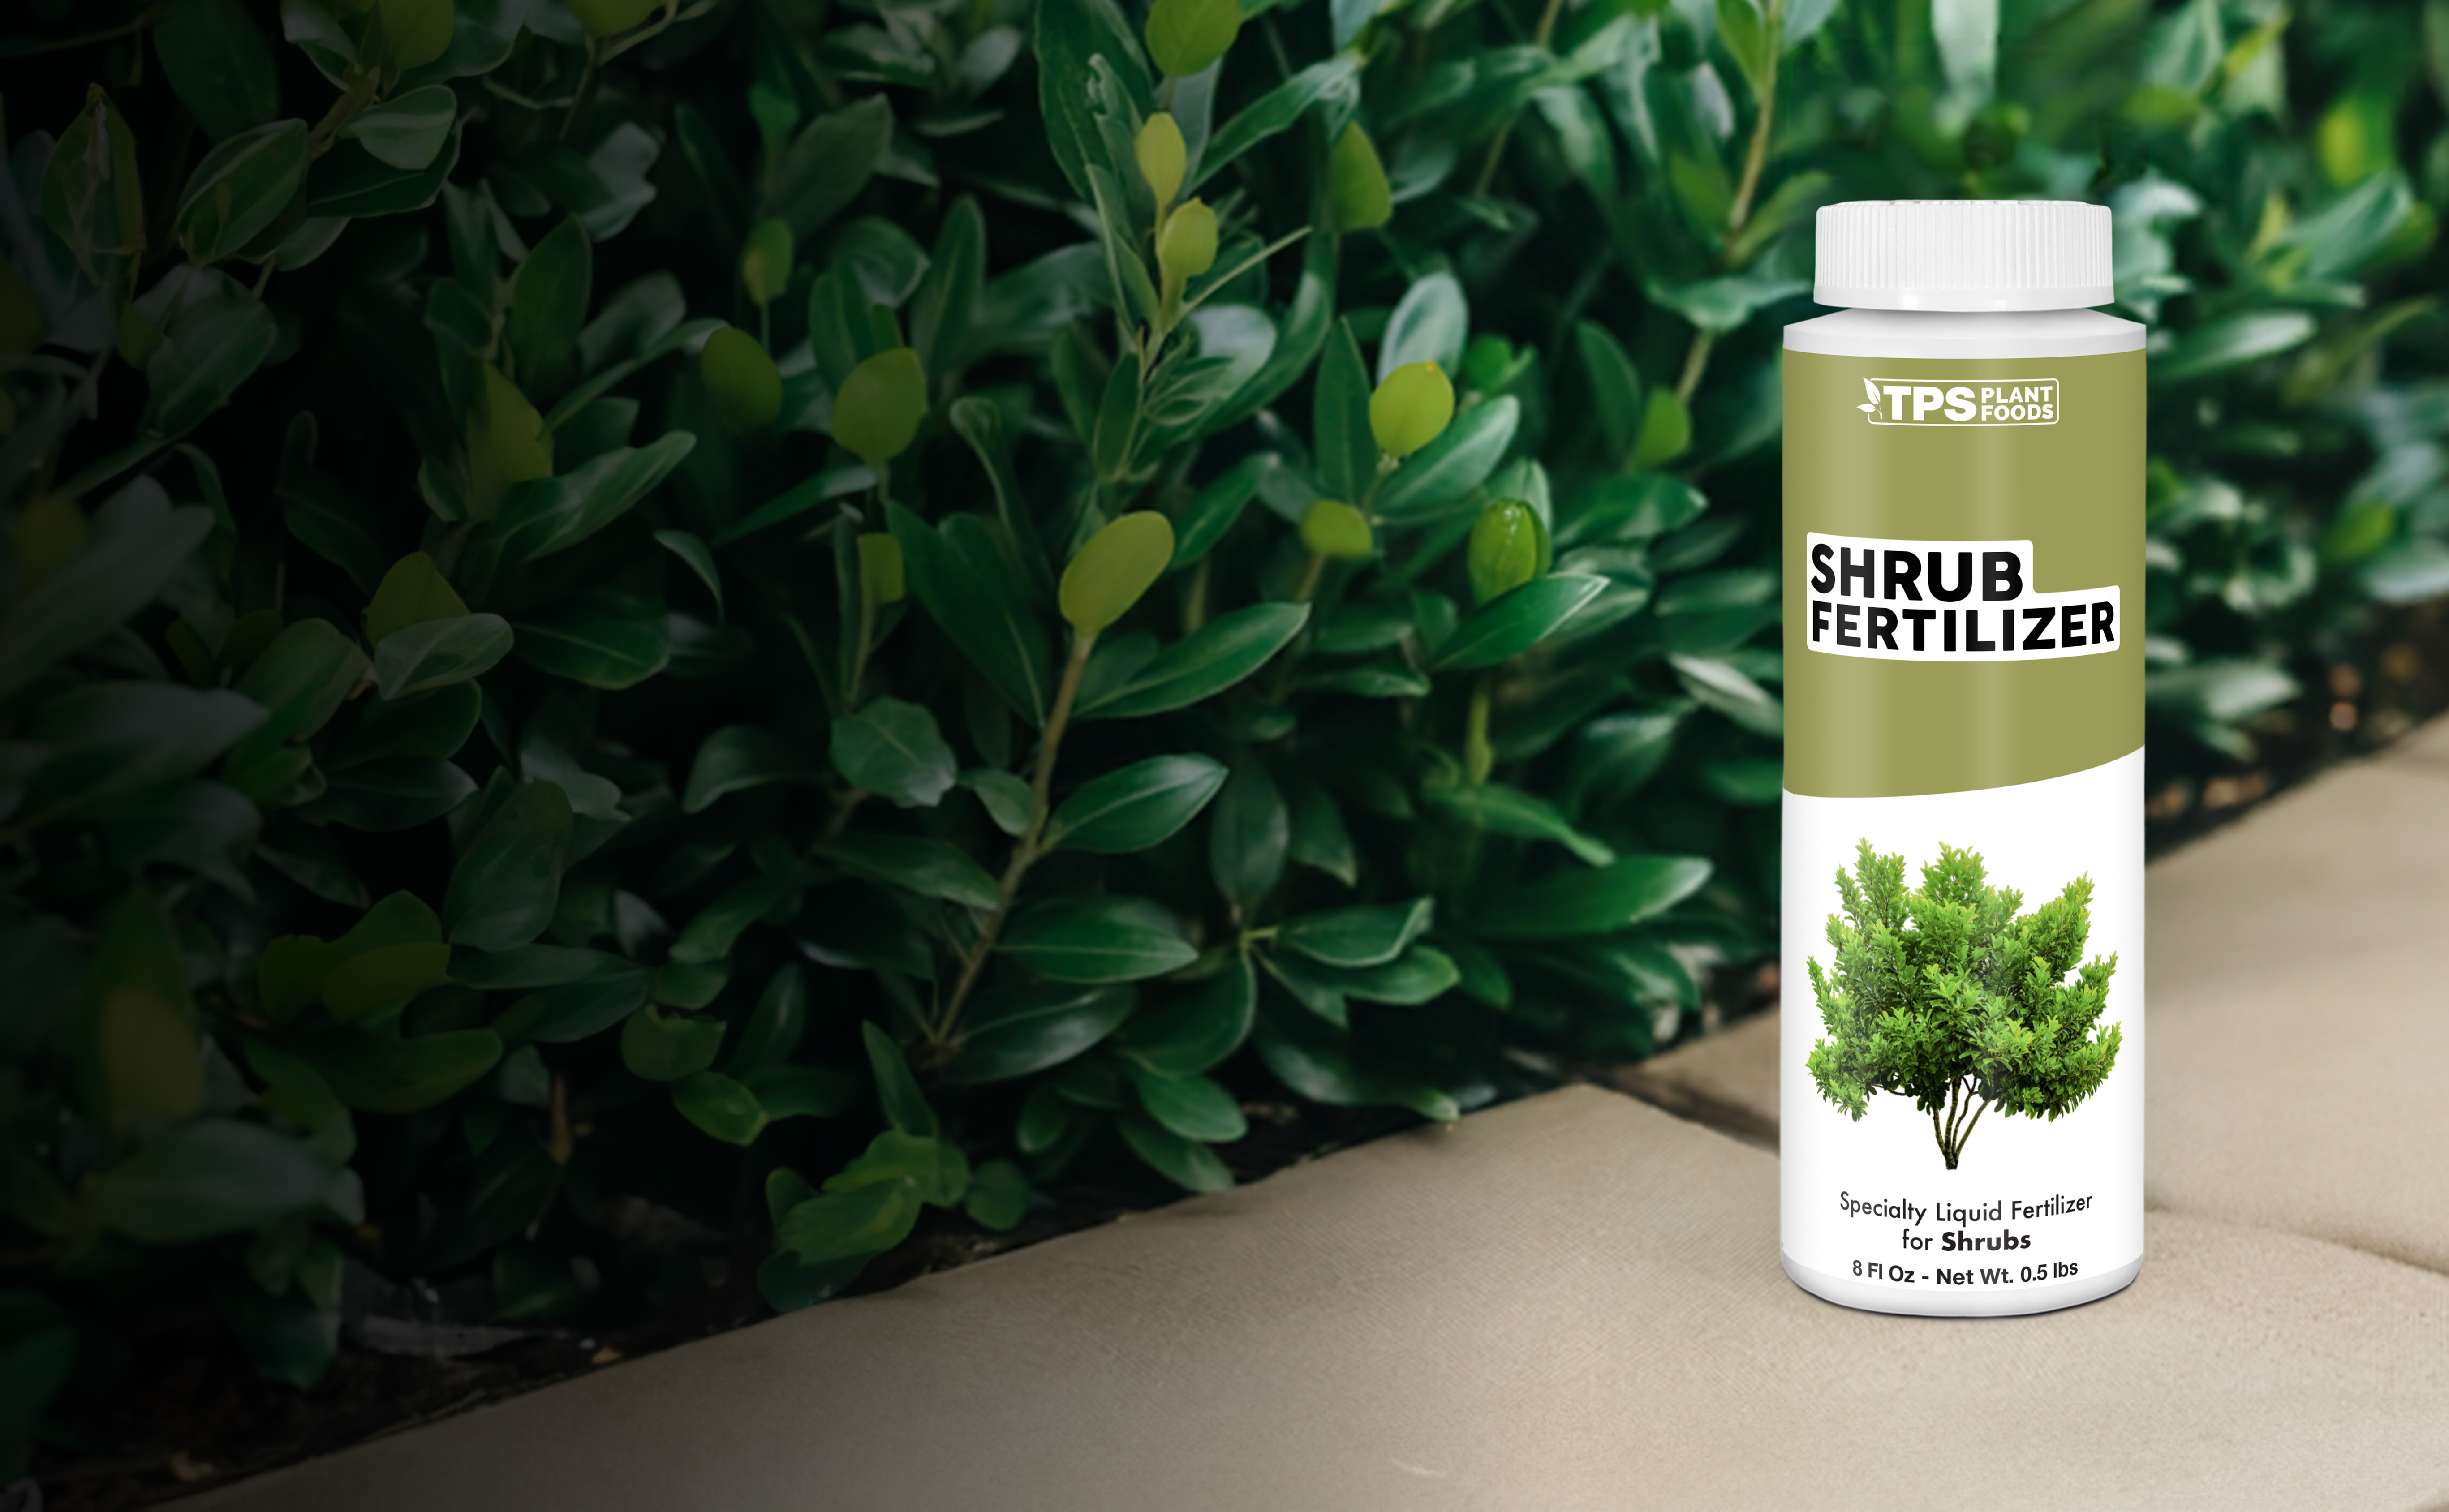 TPS PLANT FOODS
SHRUB
FERTILIZER
Specialty Liquid Fertilizer
for Shrubs
8 Fl Oz - Net Wt. 0.5 lbs